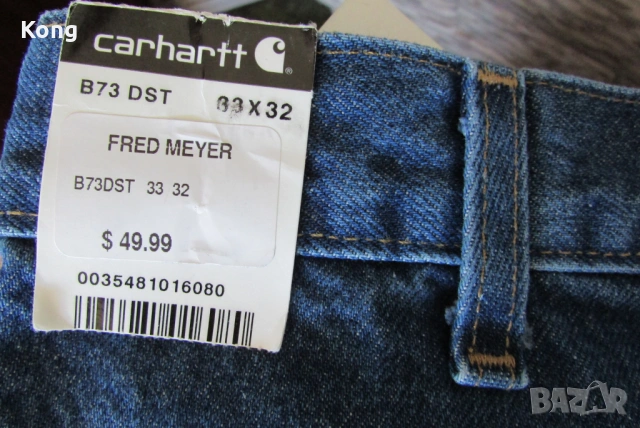 Kong
carhartt
B73 DST 33 X 32
FRED MEYER
B73DST 33 32
$ 49.99
0035481016080
BAZAR